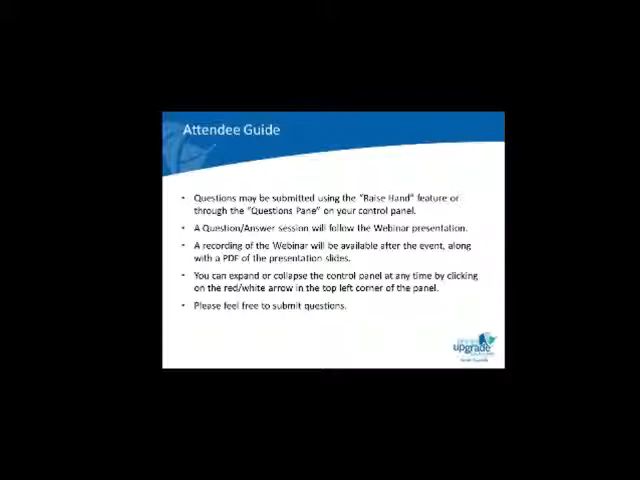 Attendee Guide
• Questions may be submitted using the "Raise Hand" feature or
through the "Questions Pane" on your control panel.
• A Question/Answer session will follow the Webinar presentation.
• A recording of the Webinar will be available after the event, along
with a PDF of the presentation slides.
• You can expand or collapse the control panel at any time by clicking
on the red/white arrow in the top left corner of the panel.
• Please feel free to submit questions.
upgrade